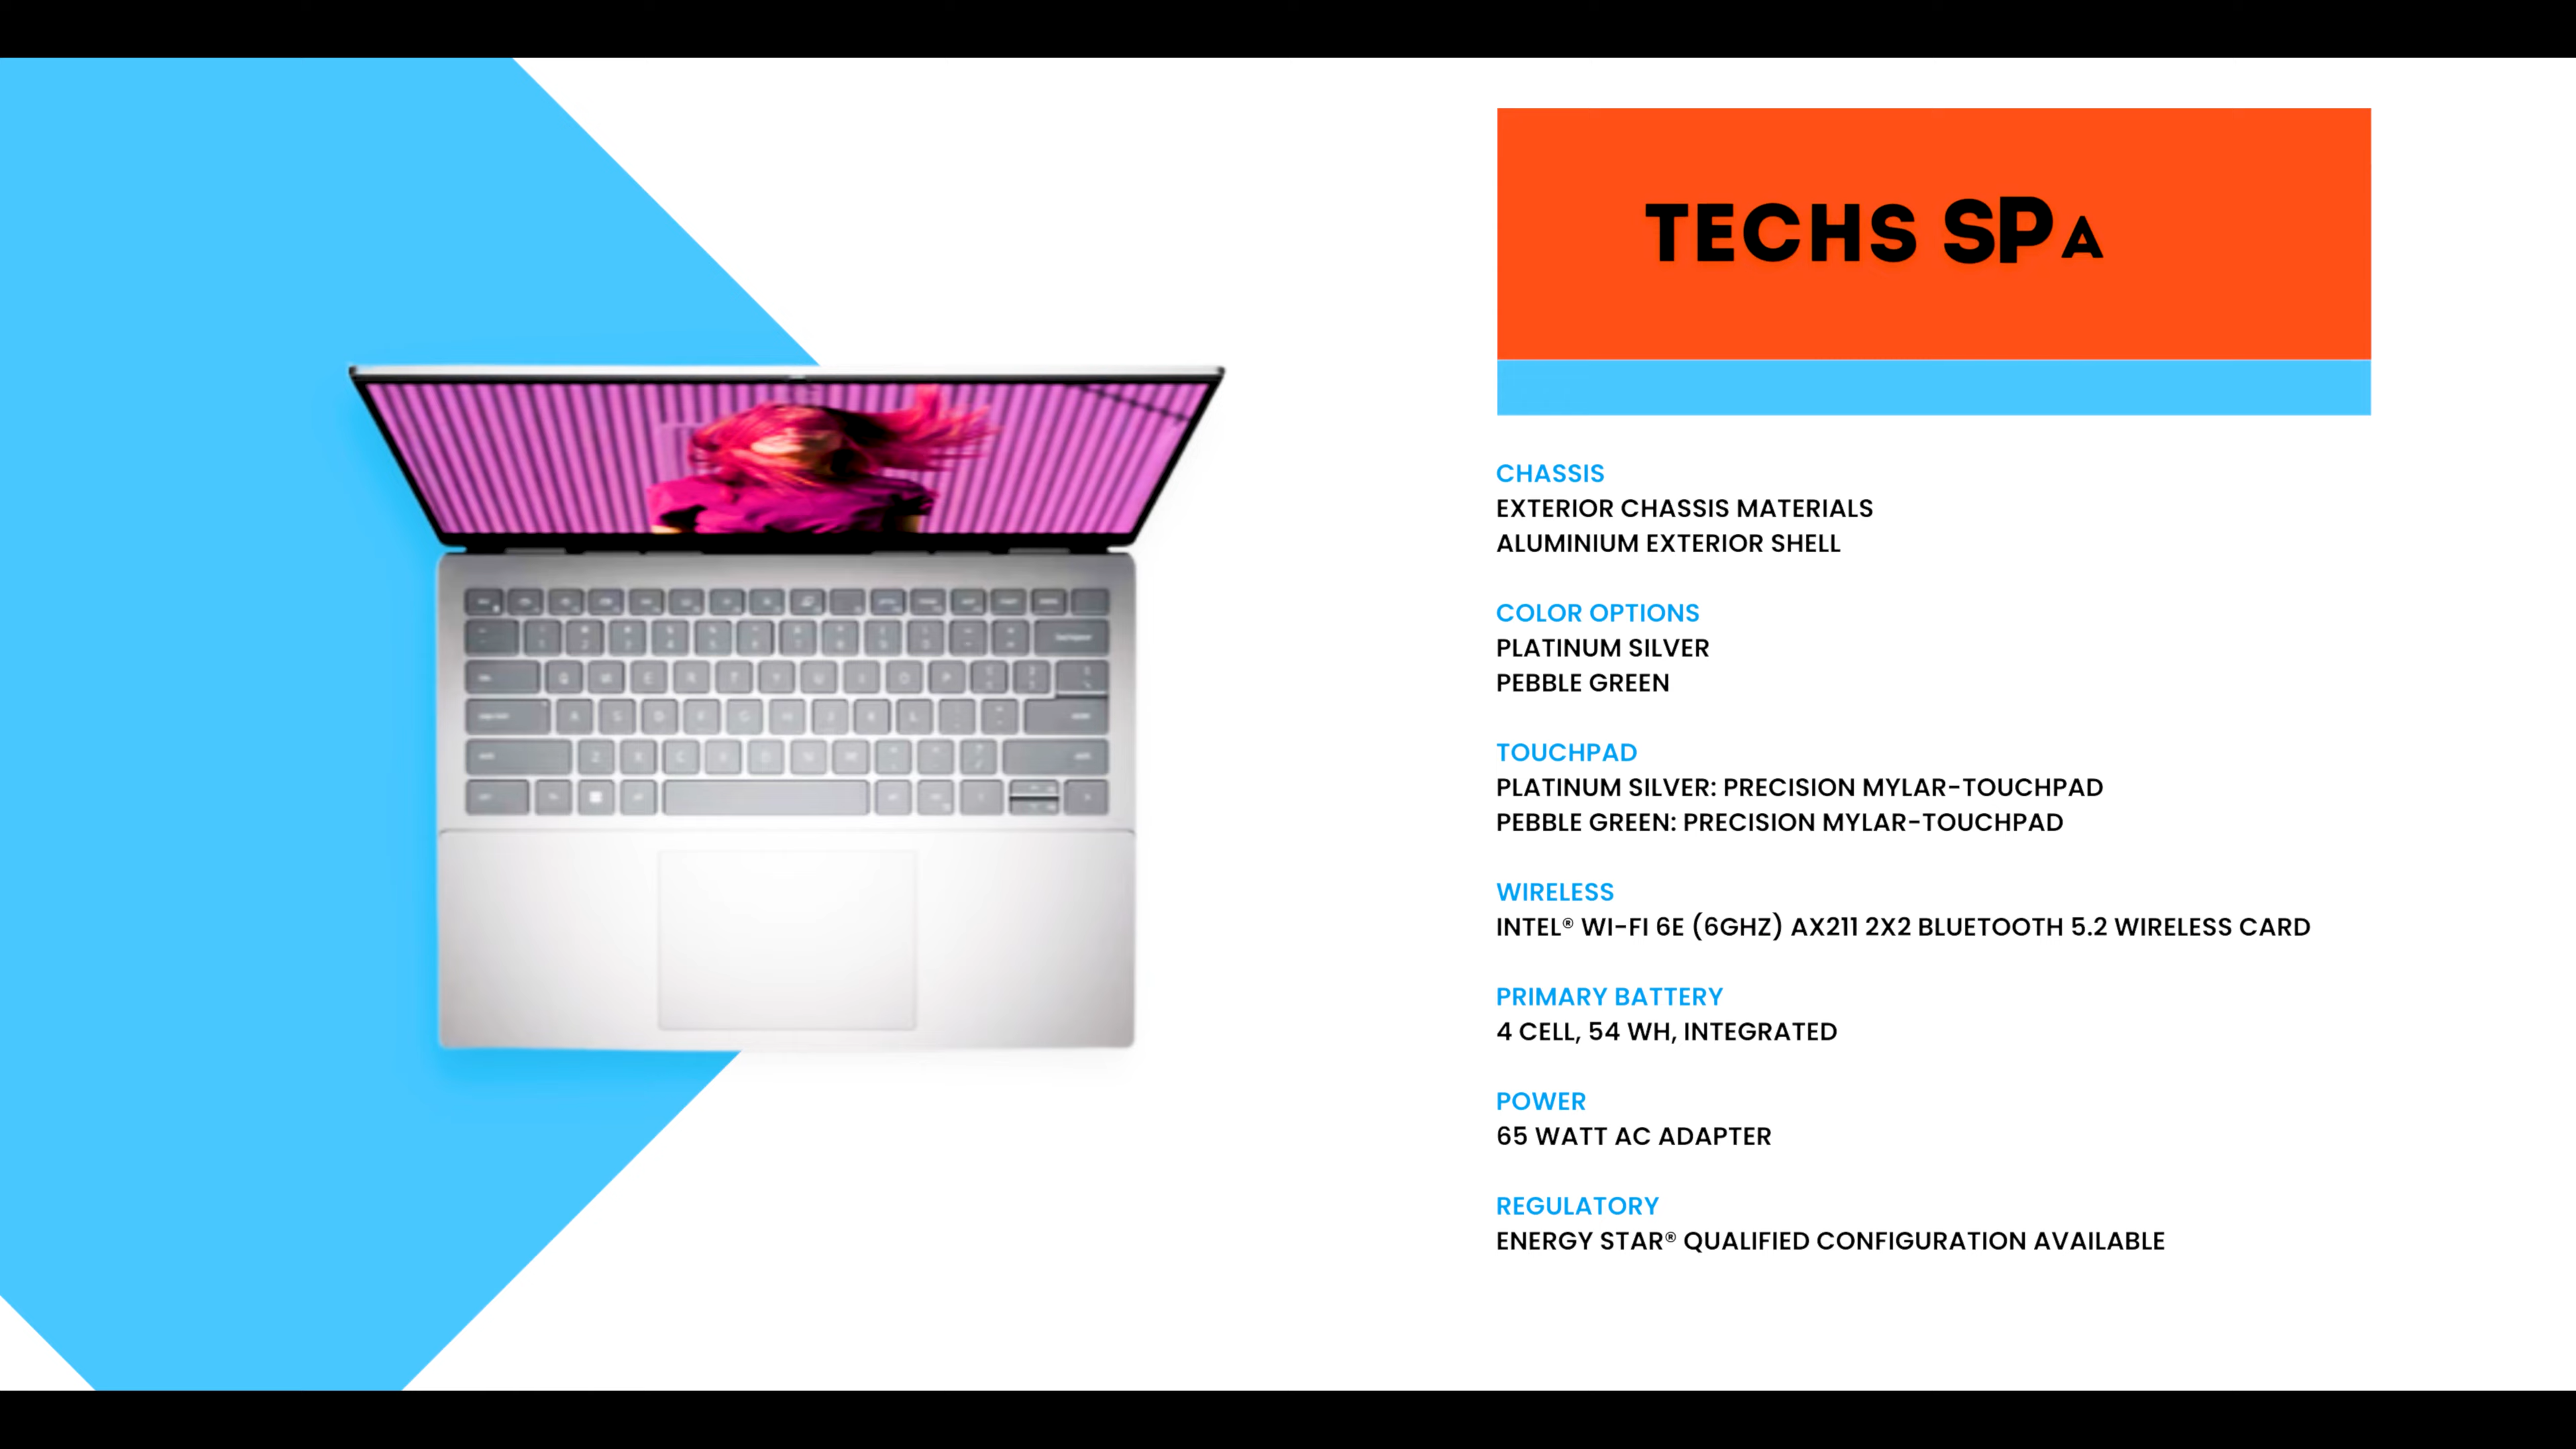 TECHS SPA
CHASSIS
EXTERIOR CHASSIS MATERIALS
ALUMINIUM EXTERIOR SHELL
COLOR OPTIONS
PLATINUM SILVER
PEBBLE GREEN
TOUCHPAD
PLATINUM SILVER: PRECISION MYLAR-TOUCHPAD
PEBBLE GREEN: PRECISION MYLAR-TOUCHPAD
WIRELESS
INTEL® WI-FI 6E (6GHZ) AX211 2X2 BLUETOOTH 5.2 WIRELESS CARD
PRIMARY BATTERY
4 CELL, 54 WH, INTEGRATED
POWER
65 WATT AC ADAPTER
REGULATORY
ENERGY STAR® QUALIFIED CONFIGURATION AVAILABLE